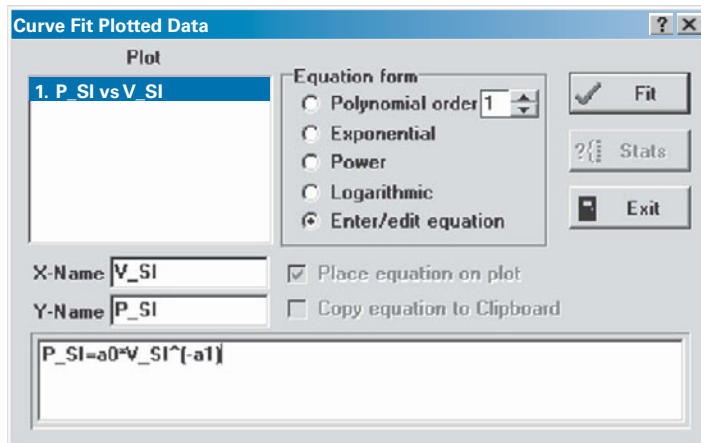 Curve Fit Plotted Data
Plot
1. P_SI vs V_SI
Equation form
Polynomial order 1
Exponential
Power
Logarithmic
Enter/edit equation
Fit
?{ Stats
Exit
X-Name V_SI
Y-Name P_SI
Place equation on plot
Copy equation to Clipboard
P_SI=a0*V_SI^(-a1)